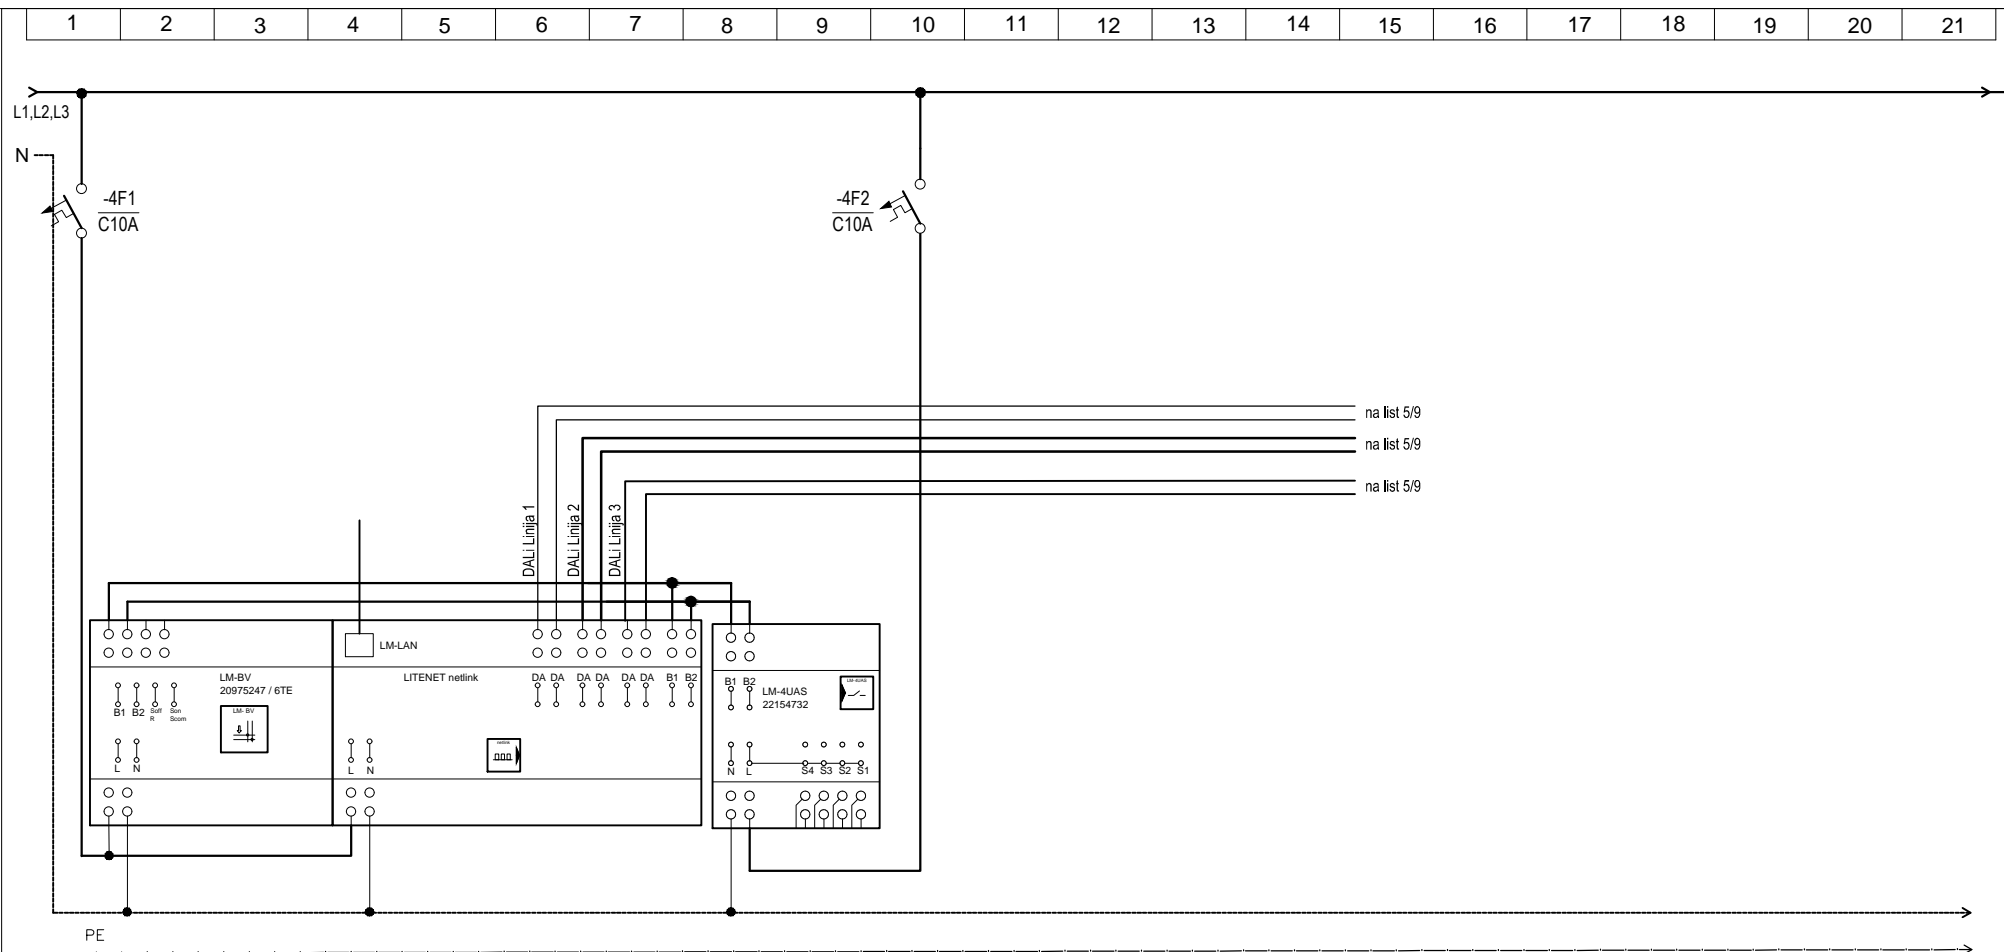 1 2 3 4 5 6 7 8 9 10 11 12 13 14 15 16 17 18 19 20 21
L1,L2,L3
N
-4F1
C10A
-4F2
C10A
na list 5/9
na list 5/9
na list 5/9
DALi Linija 1
DALi Linija 2
DALi Linija 3
LM-LAN
LM-BV
20975247 / 6TE
LM- BV
B1 B2 Soff Son
R Scom
L N
LITENET netlink
DA DA DA DA DA DA B1 B2
netlink
L N
B1 B2
LM-4UAS
22154732
LM-4UAS
N L S4 S3 S2 S1
PE